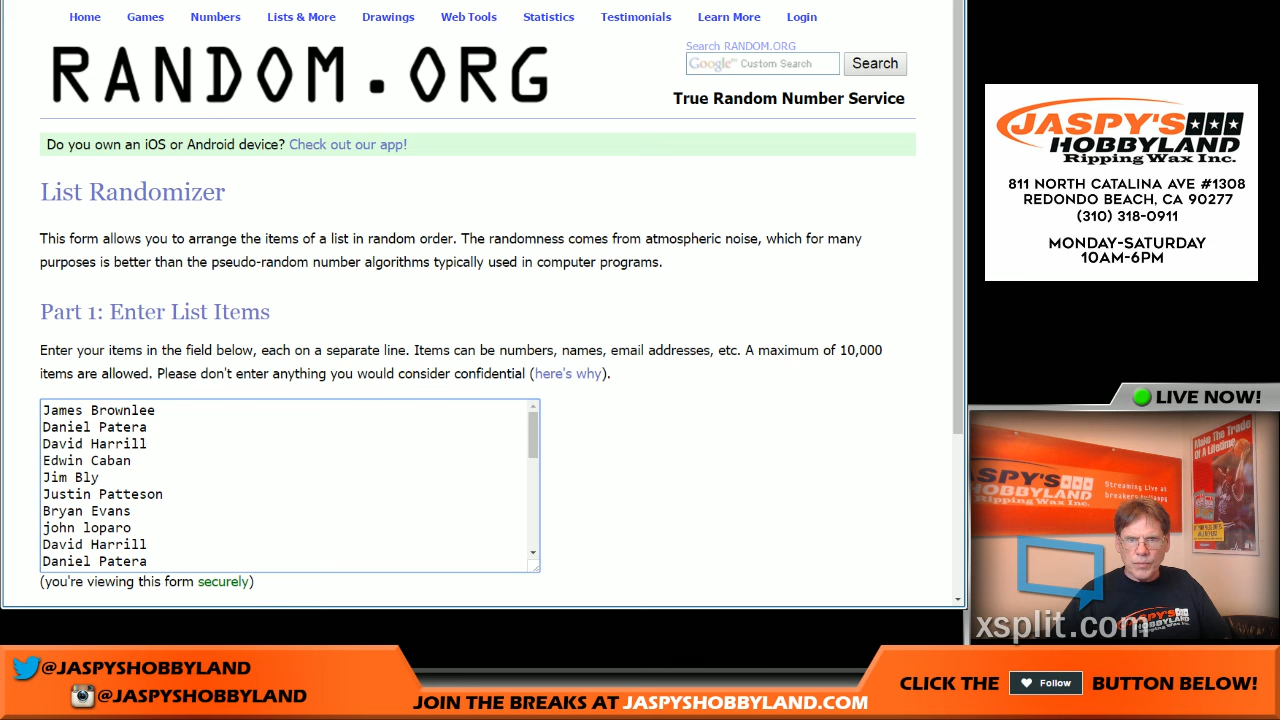 Home Games Numbers Lists & More Drawings Web Tools Statistics Testimonials Learn More Login
RANDOM.ORG
Search RANDOM.ORG
Google™ Custom Search
Search
True Random Number Service
Do you own an iOS or Android device? Check out our app!
List Randomizer
This form allows you to arrange the items of a list in random order. The randomness comes from atmospheric noise, which for many
purposes is better than the pseudo-random number algorithms typically used in computer programs.
Part 1: Enter List Items
Enter your items in the field below, each on a separate line. Items can be numbers, names, email addresses, etc. A maximum of 10,000
items are allowed. Please don't enter anything you would consider confidential (here's why).
James Brownlee
Daniel Patera
David Harrill
Edwin Caban
Jim Bly
Justin Patteson
Bryan Evans
john loparo
David Harrill
Daniel Patera
(you're viewing this form securely)
JASPY'S
HOBBYLAND
Ripping Wax Inc.
811 NORTH CATALINA AVE #1308
REDONDO BEACH, CA 90277
(310) 318-0911
MONDAY-SATURDAY
10AM-6PM
LIVE NOW!
JASPY'S
HOBBYLAND
Ripping Wax Inc.
Streaming Live at
Make The Trade
Of A Lifetime.
JASPY'S
HOBBYLAND
xsplit.com
@JASPYSHOBBYLAND
@JASPYSHOBBYLAND
JOIN THE BREAKS AT JASPYSHOBBYLAND.COM
CLICK THE Follow BUTTON BELOW!